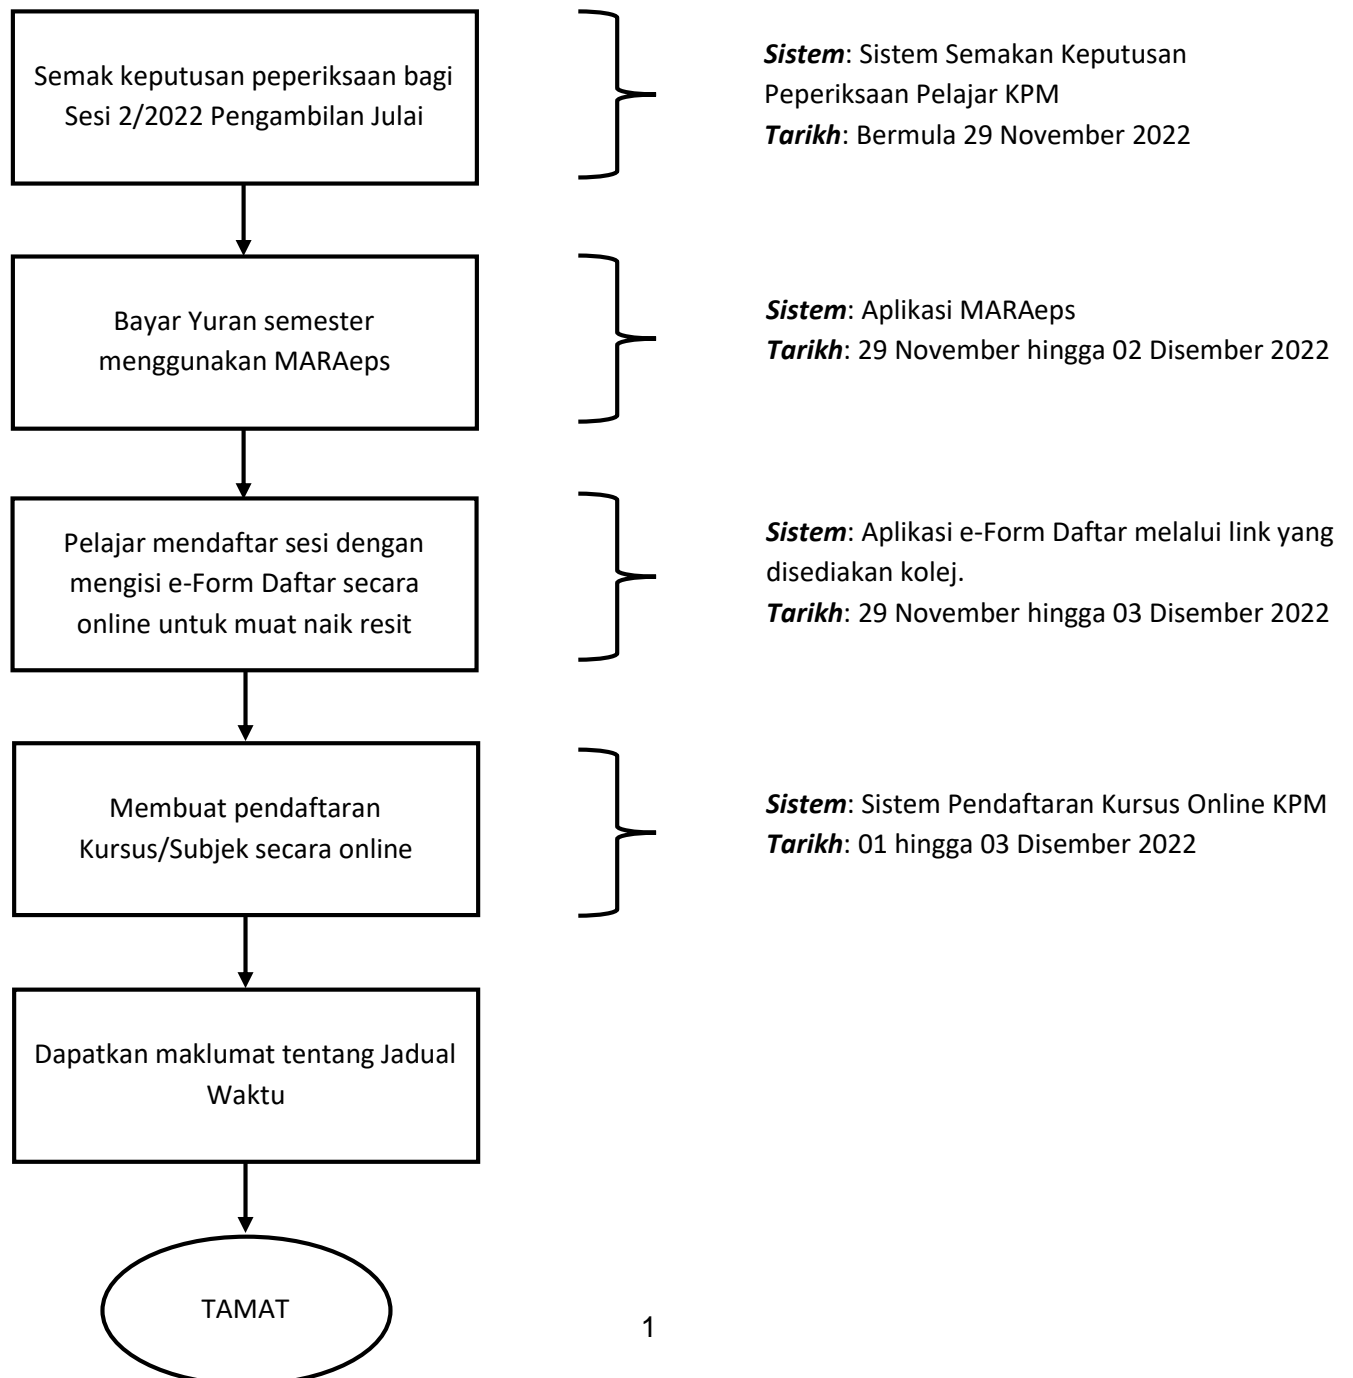 Semak keputusan peperiksaan bagi
Sesi 2/2022 Pengambilan Julai
Sistem: Sistem Semakan Keputusan
Peperiksaan Pelajar KPM
Tarikh: Bermula 29 November 2022
Bayar Yuran semester
menggunakan MARAeps
Sistem: Aplikasi MARAeps
Tarikh: 29 November hingga 02 Disember 2022
Pelajar mendaftar sesi dengan
mengisi e-Form Daftar secara
online untuk muat naik resit
Sistem: Aplikasi e-Form Daftar melalui link yang
disediakan kolej.
Tarikh: 29 November hingga 03 Disember 2022
Membuat pendaftaran
Kursus/Subjek secara online
Sistem: Sistem Pendaftaran Kursus Online KPM
Tarikh: 01 hingga 03 Disember 2022
Dapatkan maklumat tentang Jadual
Waktu
TAMAT
1